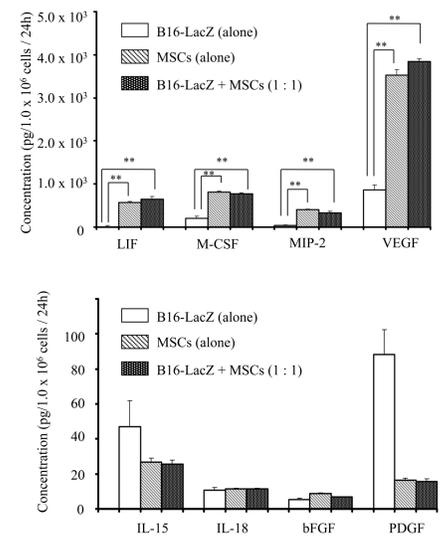 Concentration (pg/1.0 x 10⁶ cells / 24h)
5.0 x 10³
4.0 x 10³
3.0 x 10³
2.0 x 10³
1.0 x 10³
0
B16-LacZ (alone)
MSCs (alone)
B16-LacZ + MSCs (1 : 1)
**
**
**
**
**
**
**
**
LIF
M-CSF
MIP-2
VEGF
Concentration (pg/1.0 x 10⁶ cells / 24h)
100
80
60
40
20
0
B16-LacZ (alone)
MSCs (alone)
B16-LacZ + MSCs (1 : 1)
IL-15
IL-18
bFGF
PDGF